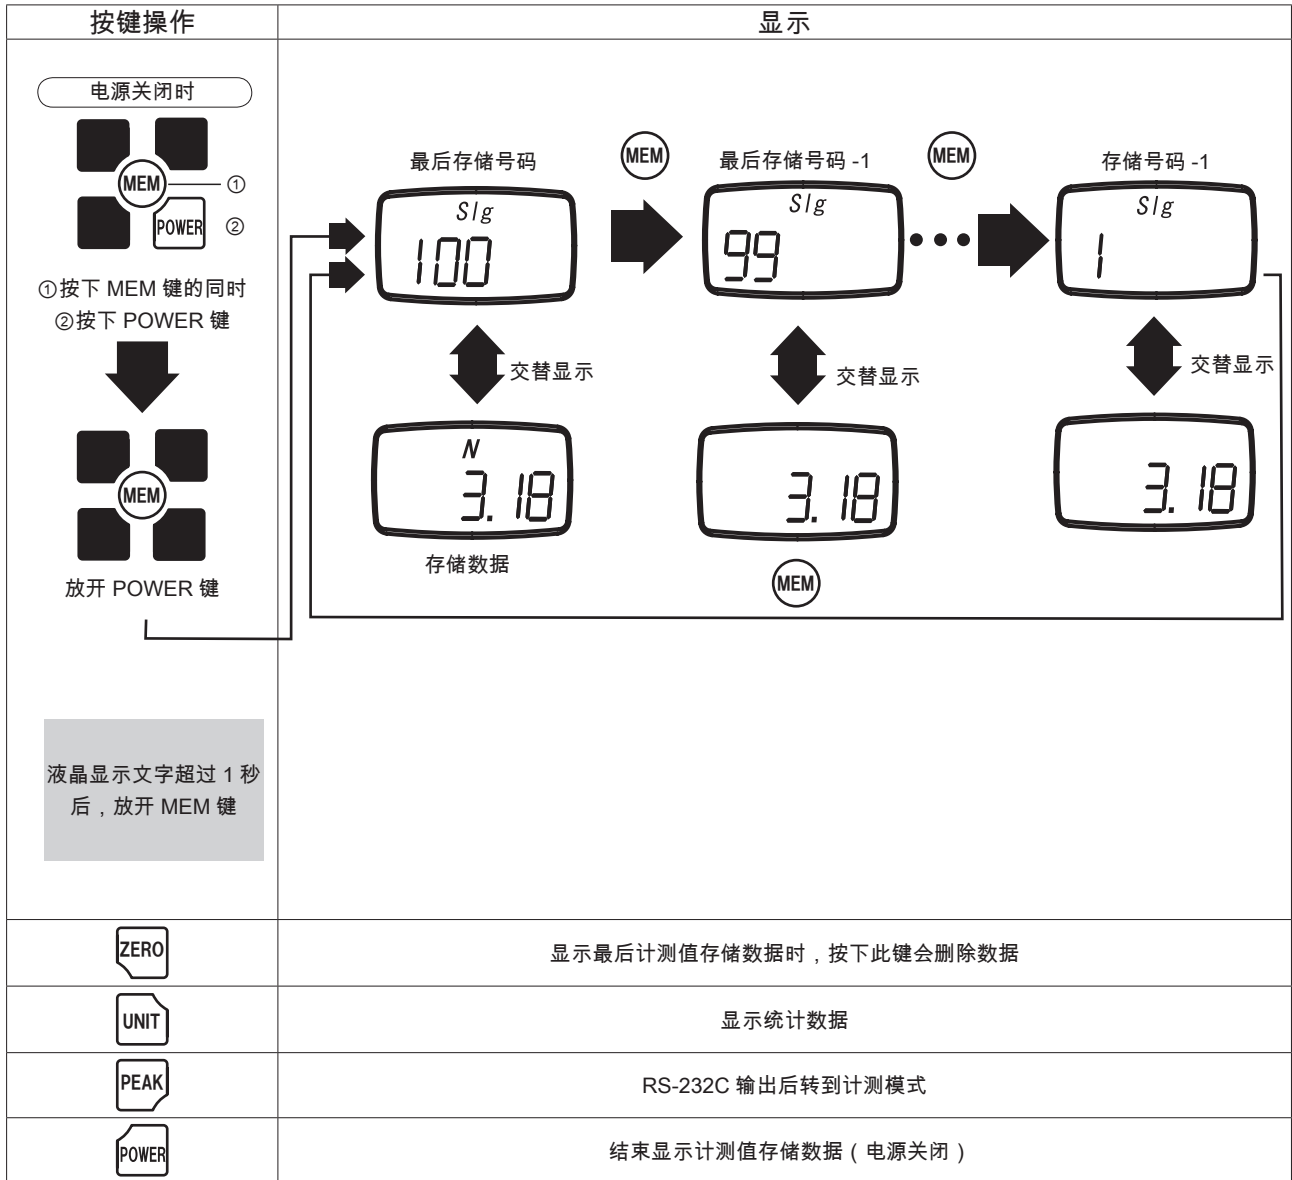 按键操作
显示
电源关闭时
MEM
①
POWER
②
①按下 MEM 键的同时
②按下 POWER 键
MEM
放开 POWER 键
液晶显示文字超过 1 秒
后，放开 MEM 键
最后存储号码
MEM
最后存储号码 -1
MEM
存储号码 -1
SIg
100
SIg
99
SIg
1
交替显示
交替显示
交替显示
N
3.18
3.18
3.18
存储数据
MEM
ZERO
显示最后计测值存储数据时，按下此键会删除数据
UNIT
显示统计数据
PEAK
RS-232C 输出后转到计测模式
POWER
结束显示计测值存储数据（电源关闭）